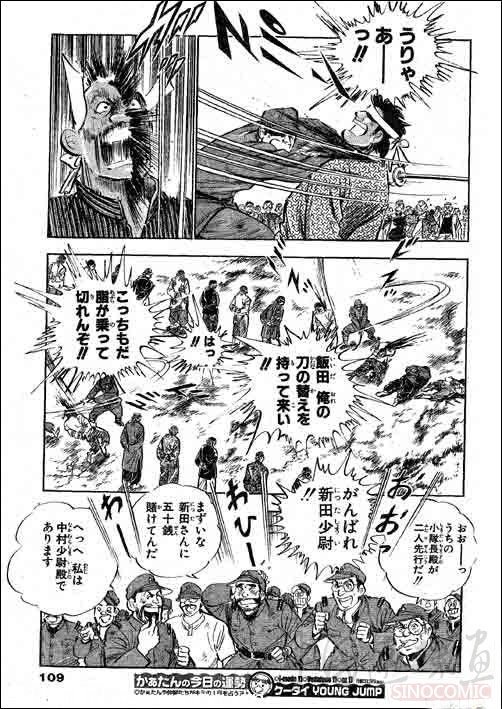 うりゃ
あーー
っ!!
飯田 俺の
刀の替えを
持って来い
!!
はっ
!!
こっちもだ
脂が乗って
切れんぞ!!
おおーっ
うちの
小隊長殿が
二人先行だ!!
おおっ
がんばれ
新田少尉
!!
わひー
まずいな
新田さんに
五十銭
賭けてんだ
わー
へっへ 私は
中村少尉殿で
あります
109
かぁたんの今日の運勢
ケータイ YOUNG JUMP
SINOCOMIC